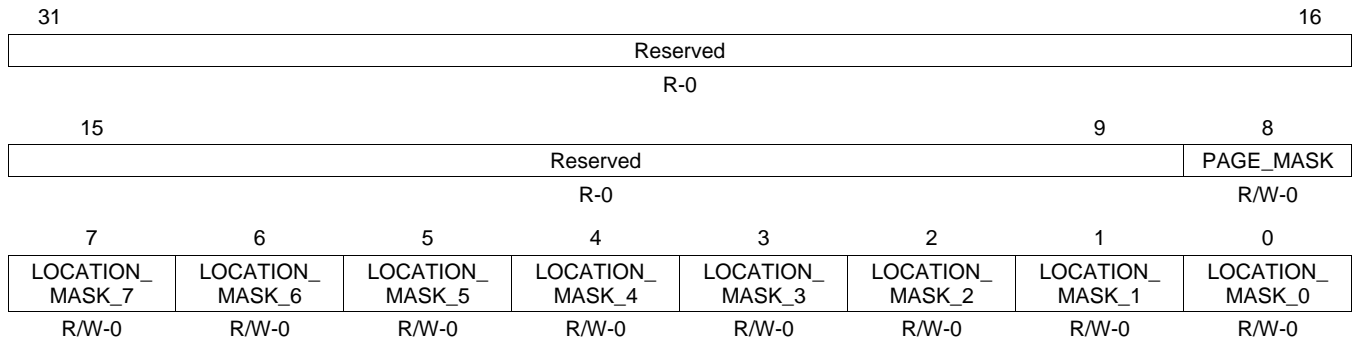 31 16
Reserved
R-0
15 9 8
Reserved PAGE_MASK
R-0 R/W-0
7 6 5 4 3 2 1 0
LOCATION_ LOCATION_ LOCATION_ LOCATION_ LOCATION_ LOCATION_ LOCATION_ LOCATION_
MASK_7 MASK_6 MASK_5 MASK_4 MASK_3 MASK_2 MASK_1 MASK_0
R/W-0 R/W-0 R/W-0 R/W-0 R/W-0 R/W-0 R/W-0 R/W-0